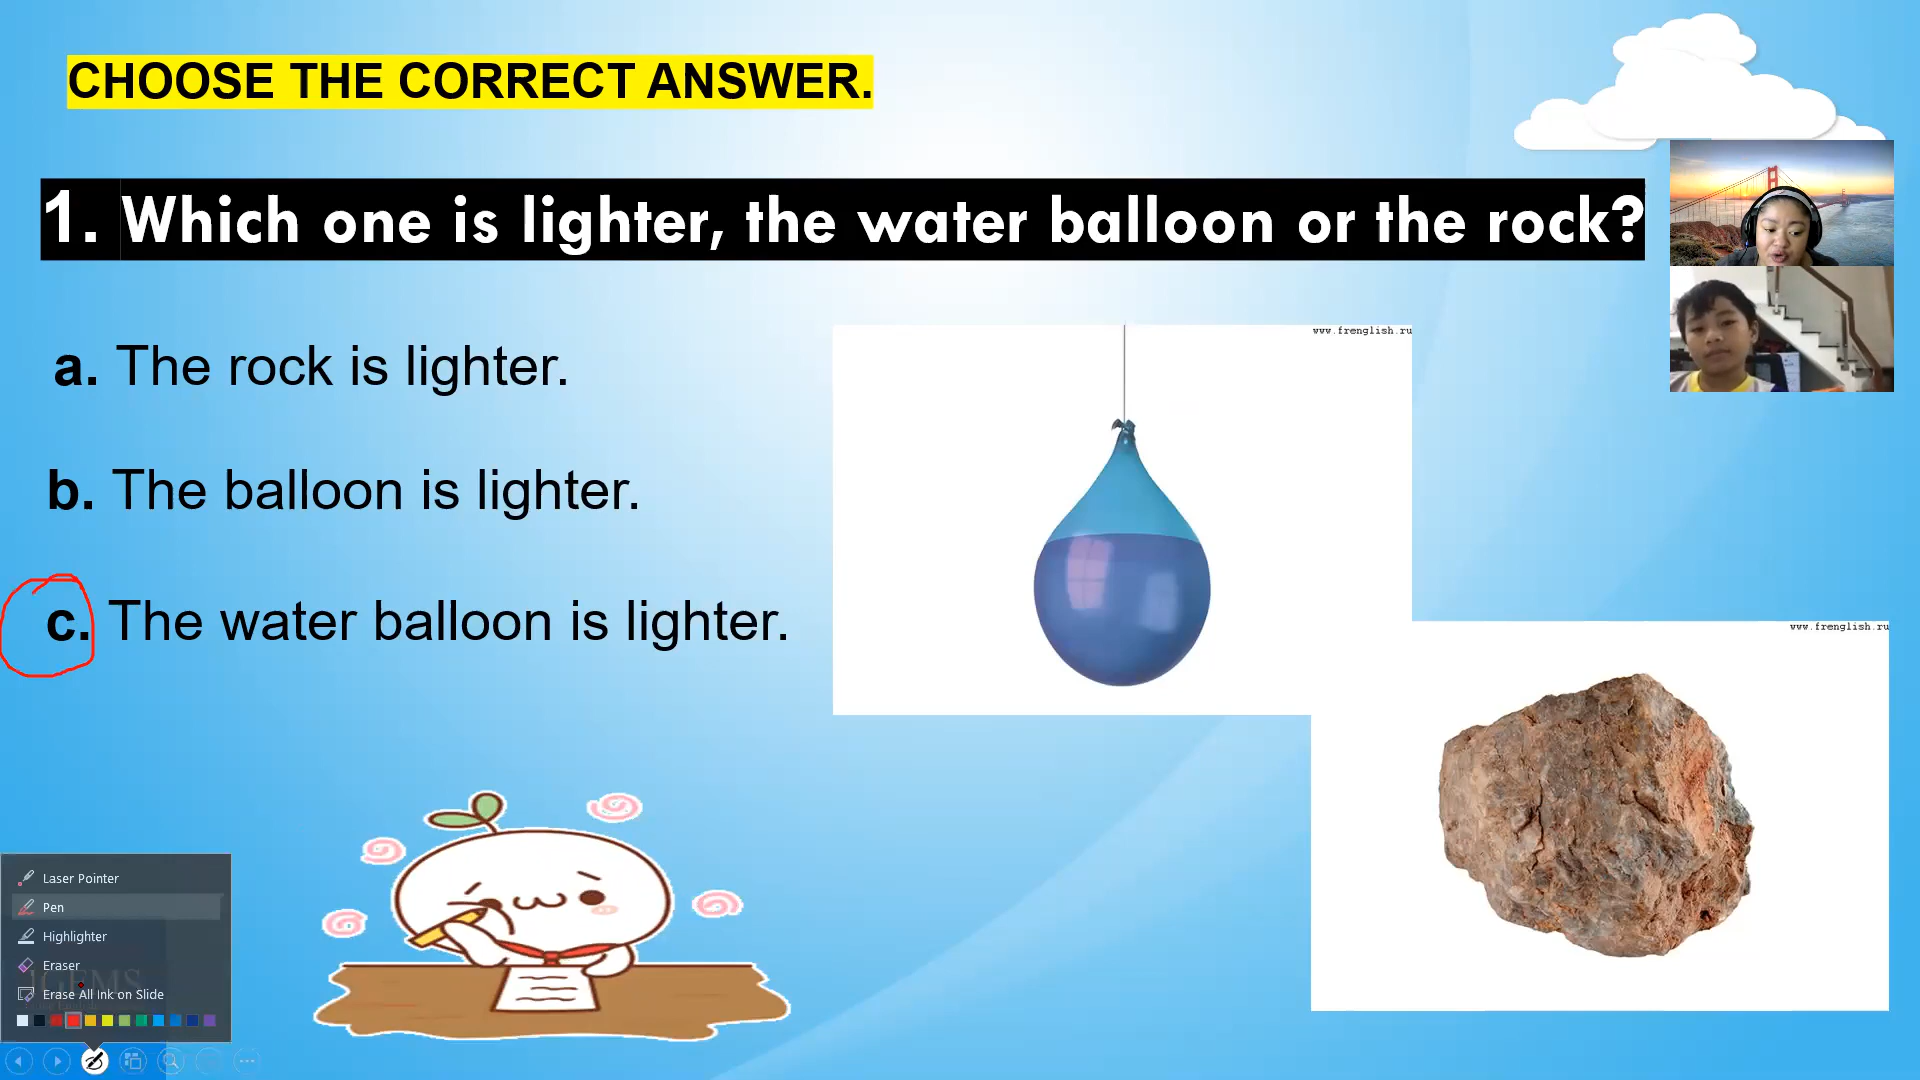 CHOOSE THE CORRECT ANSWER.
1. Which one is lighter, the water balloon or the rock?
a. The rock is lighter.
b. The balloon is lighter.
c. The water balloon is lighter.
www.frenglish.ru
www.frenglish.ru
Laser Pointer
Pen
Highlighter
Eraser
Erase All Ink on Slide